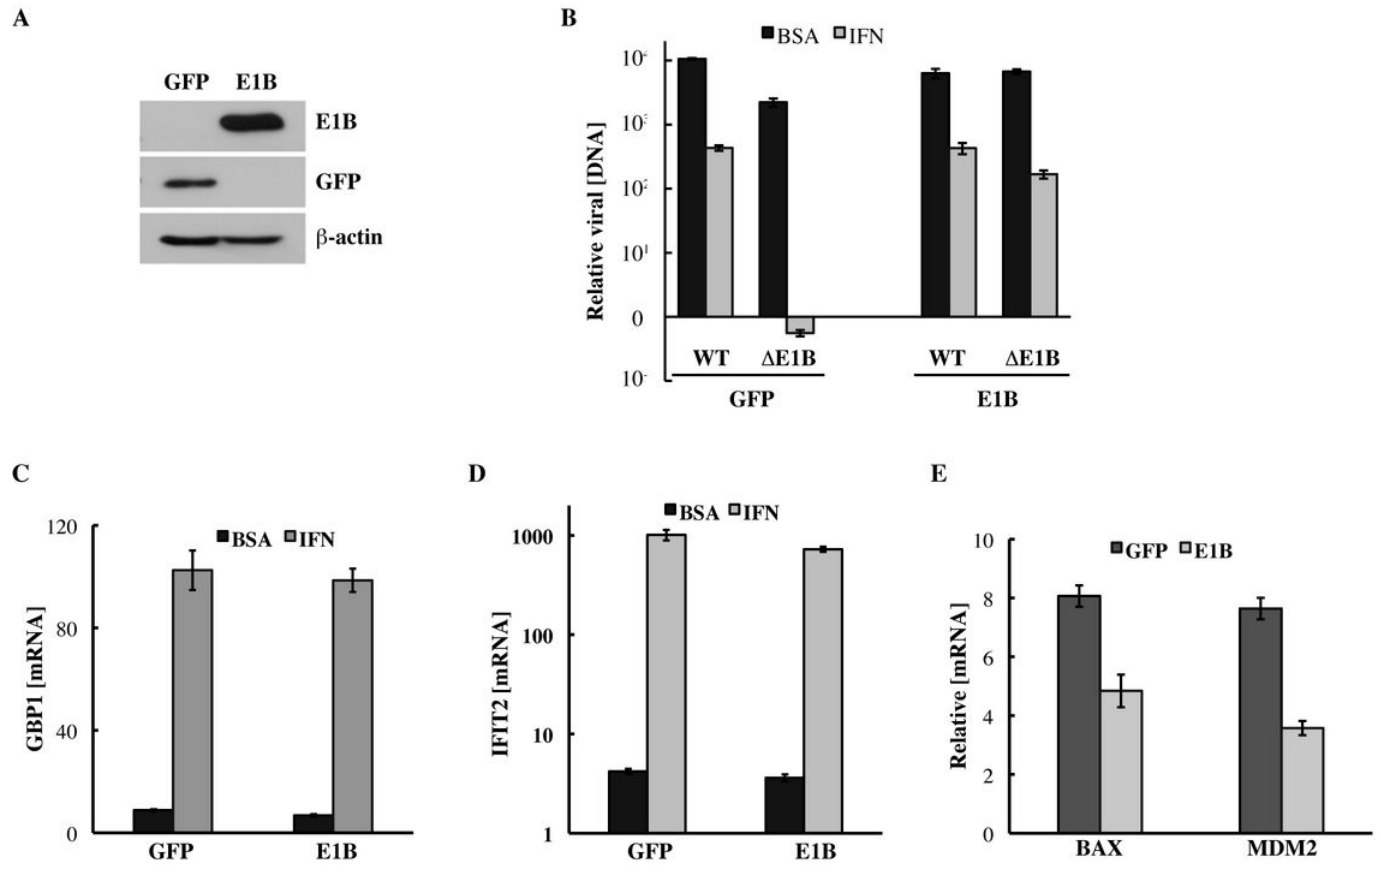 A
GFP E1B
E1B
GFP
β-actin
B
BSA IFN
Relative viral [DNA]
10⁴
10³
10²
10¹
0
10⁻
WT ΔE1B WT ΔE1B
GFP E1B
C
BSA IFN
GBP1 [mRNA]
120
80
40
0
GFP E1B
D
BSA IFN
IFIT2 [mRNA]
1000
100
10
1
GFP E1B
E
GFP E1B
Relative [mRNA]
10
8
6
4
2
0
BAX MDM2